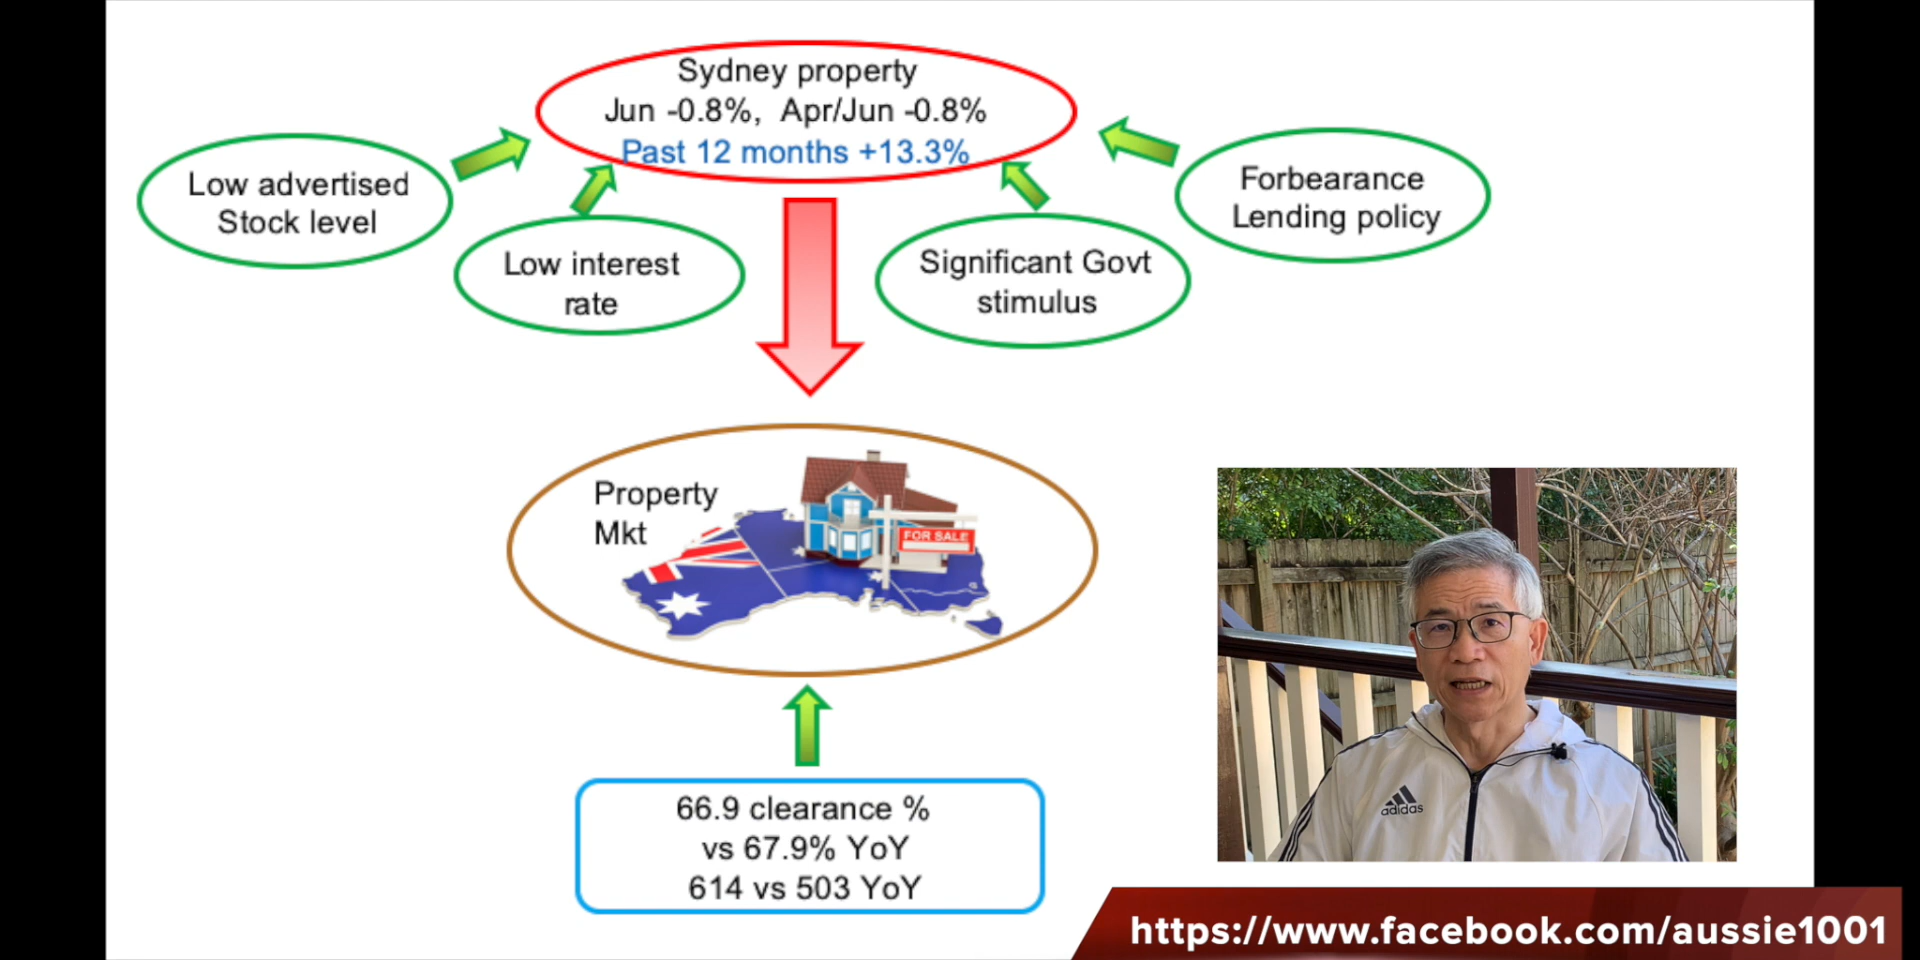 Sydney property
Jun -0.8%, Apr/Jun -0.8%
Past 12 months +13.3%
Low advertised
Stock level
Low interest
rate
Significant Govt
stimulus
Forbearance
Lending policy
Property
Mkt
FOR SALE
66.9 clearance %
vs 67.9% YoY
614 vs 503 YoY
adidas
https://www.facebook.com/aussie1001